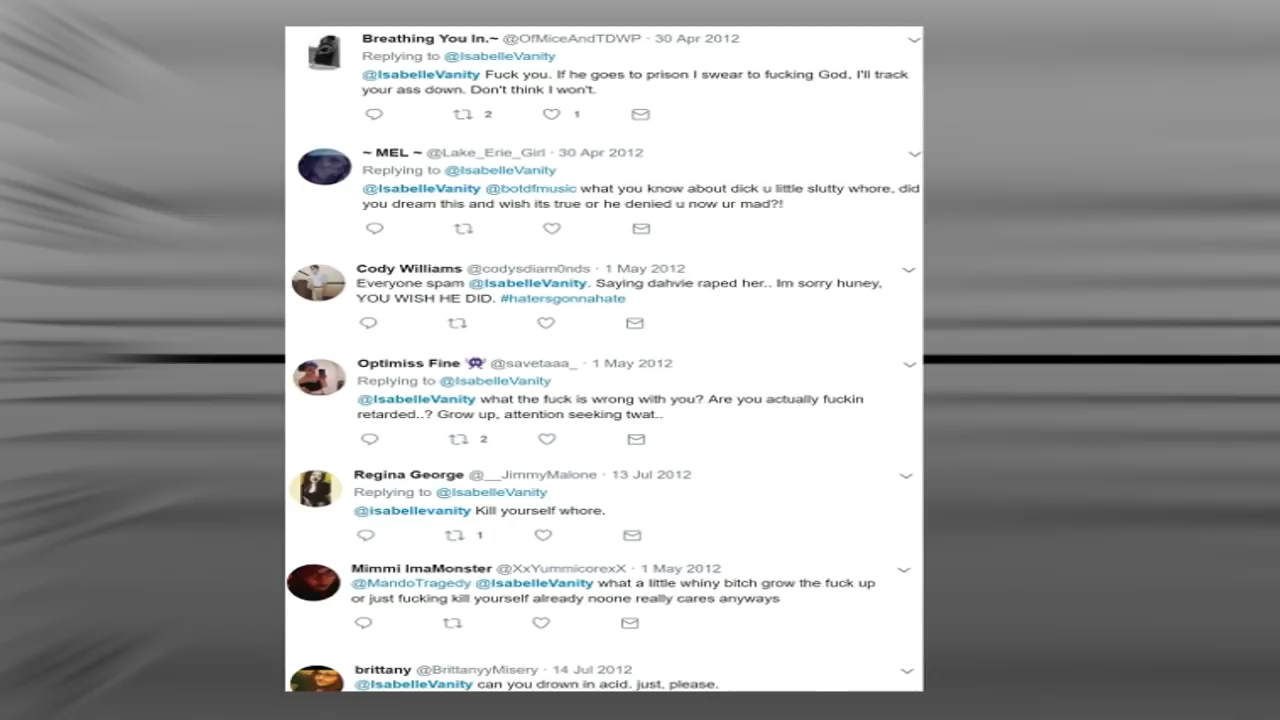 Breathing You In.~ @OfMiceAndTDWP · 30 Apr 2012
Replying to @IsabelleVanity
@IsabelleVanity Fuck you. If he goes to prison I swear to fucking God, I'll track
your ass down. Don't think I won't.
2 1
~ MEL ~ @Lake_Erie_Girl · 30 Apr 2012
Replying to @IsabelleVanity
@IsabelleVanity @botdfmusic what you know about dick u little slutty whore, did
you dream this and wish its true or he denied u now ur mad?!
Cody Williams @codysdiam0nds · 1 May 2012
Everyone spam @IsabelleVanity. Saying dahvie raped her.. Im sorry huney,
YOU WISH HE DID. #hatersgonnahate
Optimiss Fine 👾 @savetaaa_ · 1 May 2012
Replying to @IsabelleVanity
@IsabelleVanity what the fuck is wrong with you? Are you actually fuckin
retarded..? Grow up, attention seeking twat..
2
Regina George @__JimmyMalone · 13 Jul 2012
Replying to @IsabelleVanity
@isabellevanity Kill yourself whore.
1
Mimmi ImaMonster @XxYummicorexX · 1 May 2012
@MandoTragedy @IsabelleVanity what a little whiny bitch grow the fuck up
or just fucking kill yourself already noone really cares anyways
brittany @BrittanyyMisery · 14 Jul 2012
@IsabelleVanity can you drown in acid. just, please.